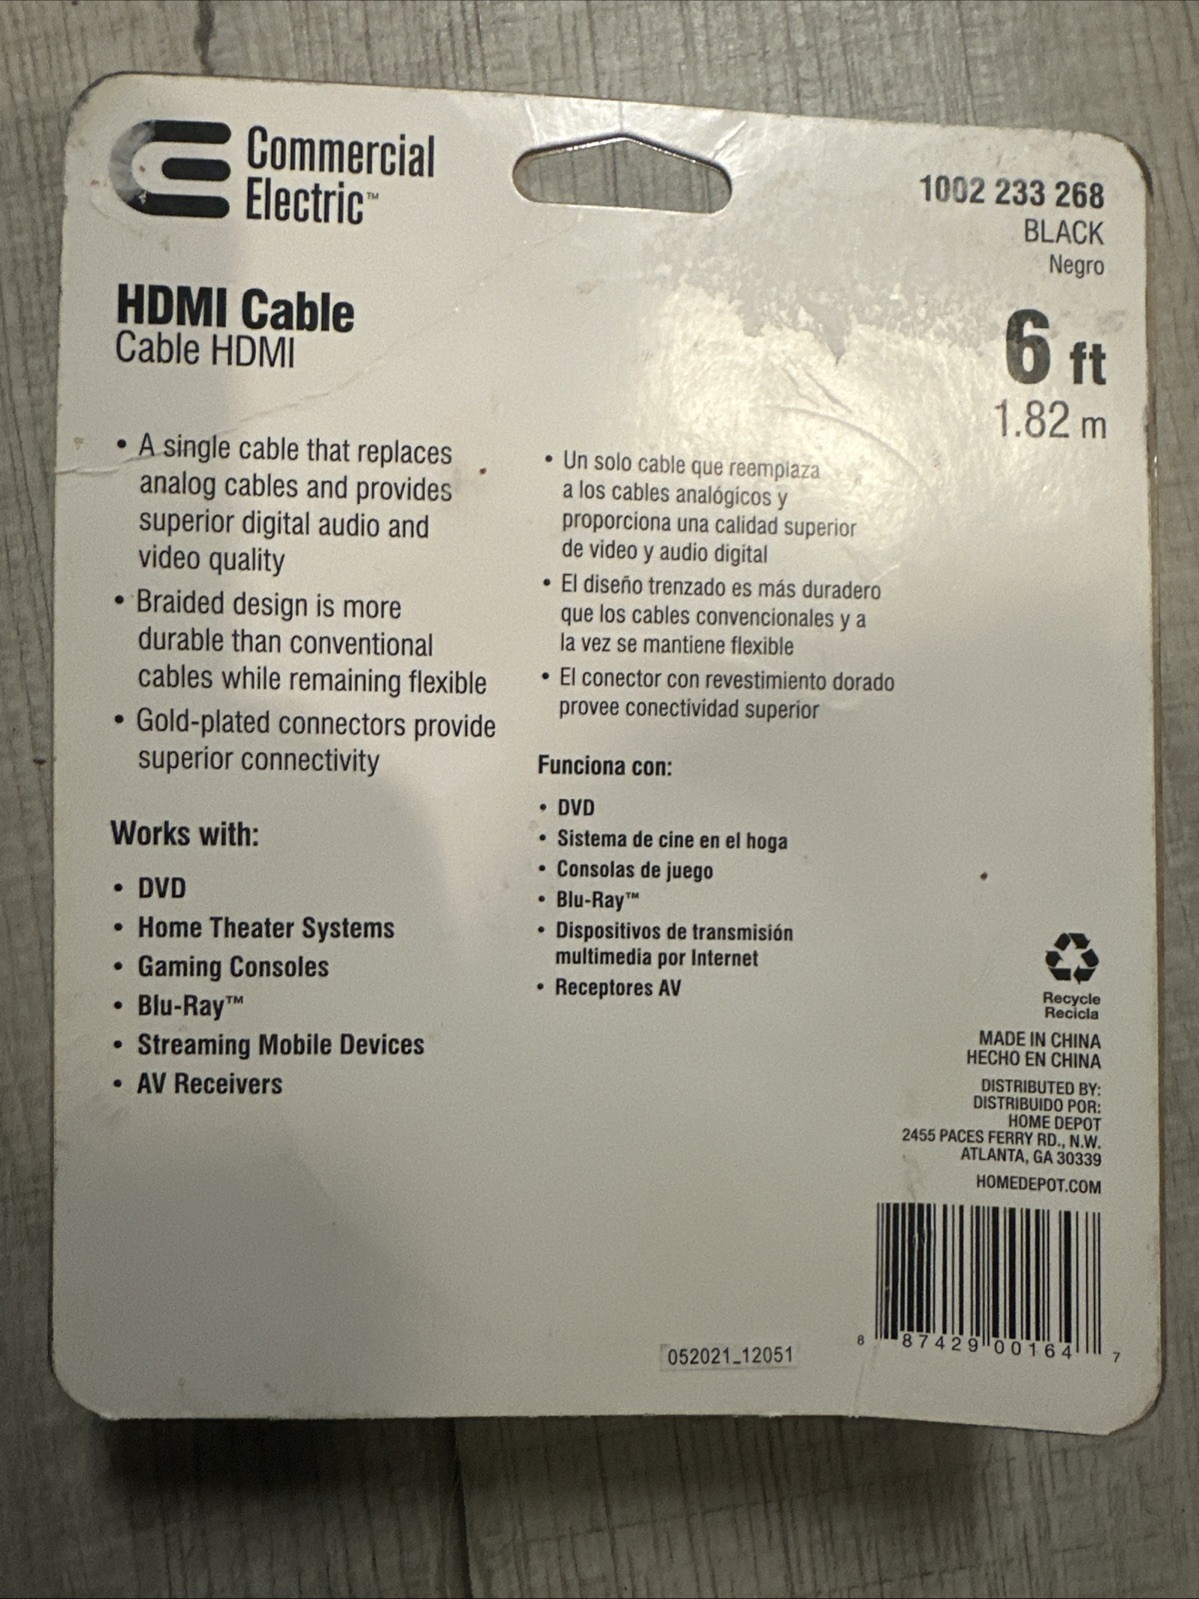 Commercial
Electric™
1002 233 268
BLACK
Negro
HDMI Cable
Cable HDMI
6 ft
1.82 m
• A single cable that replaces
analog cables and provides
superior digital audio and
video quality
• Braided design is more
durable than conventional
cables while remaining flexible
• Gold-plated connectors provide
superior connectivity
Works with:
• DVD
• Home Theater Systems
• Gaming Consoles
• Blu-Ray™
• Streaming Mobile Devices
• AV Receivers
• Un solo cable que reemplaza
a los cables analógicos y
proporciona una calidad superior
de video y audio digital
• El diseño trenzado es más duradero
que los cables convencionales y a
la vez se mantiene flexible
• El conector con revestimiento dorado
provee conectividad superior
Funciona con:
• DVD
• Sistema de cine en el hoga
• Consolas de juego
• Blu-Ray™
• Dispositivos de transmisión
multimedia por Internet
• Receptores AV
Recycle
Recicla
MADE IN CHINA
HECHO EN CHINA
DISTRIBUTED BY:
DISTRIBUIDO POR:
HOME DEPOT
2455 PACES FERRY RD., N.W.
ATLANTA, GA 30339
HOMEDEPOT.COM
8 87429 00164 7
052021_12051